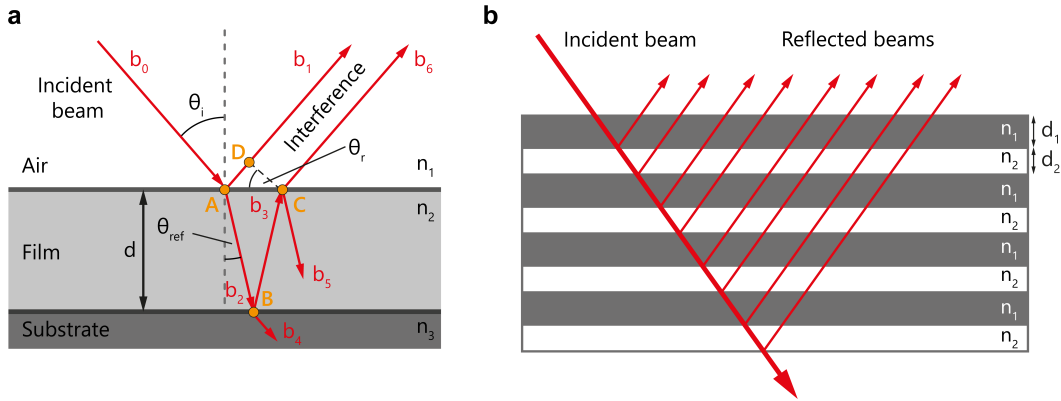 a
b₀
b₁
b₆
Incident
beam
θᵢ
Interference
D
θᵣ
Air
n₁
A
b₃
C
n₂
d
θref
Film
b₅
b₂
B
Substrate
b₄
n₃
b
Incident beam
Reflected beams
n₁
d₁
n₂
d₂
n₁
n₂
n₁
n₂
n₁
n₂